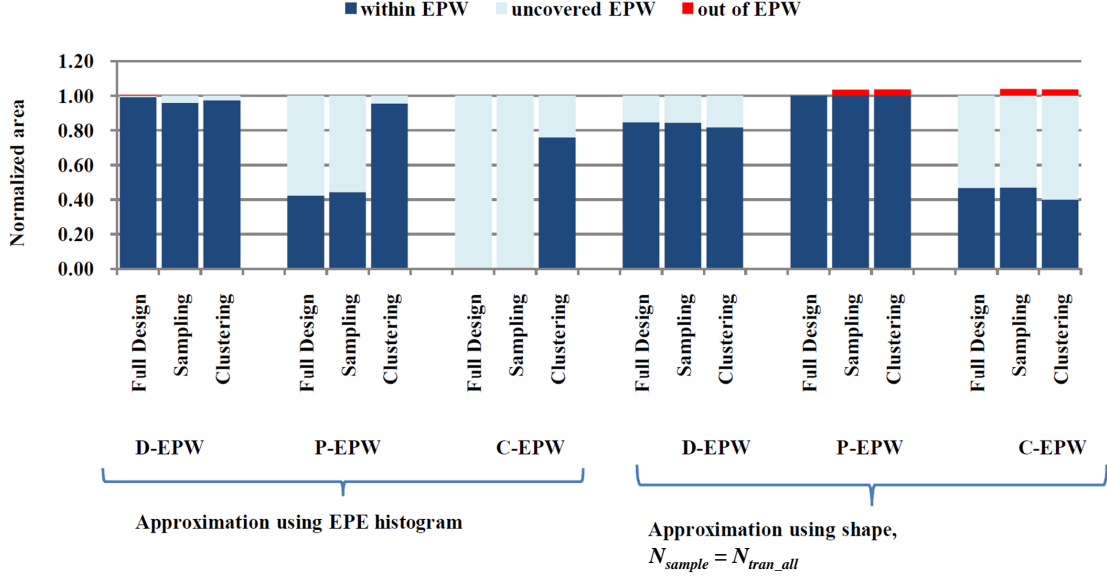 within EPW uncovered EPW out of EPW
Normalized area
1.20
1.00
0.80
0.60
0.40
0.20
0.00
Full Design Sampling Clustering Full Design Sampling Clustering Full Design Sampling Clustering Full Design Sampling Clustering Full Design Sampling Clustering Full Design Sampling Clustering
D-EPW P-EPW C-EPW D-EPW P-EPW C-EPW
Approximation using EPE histogram
Approximation using shape,
N_sample = N_tran_all